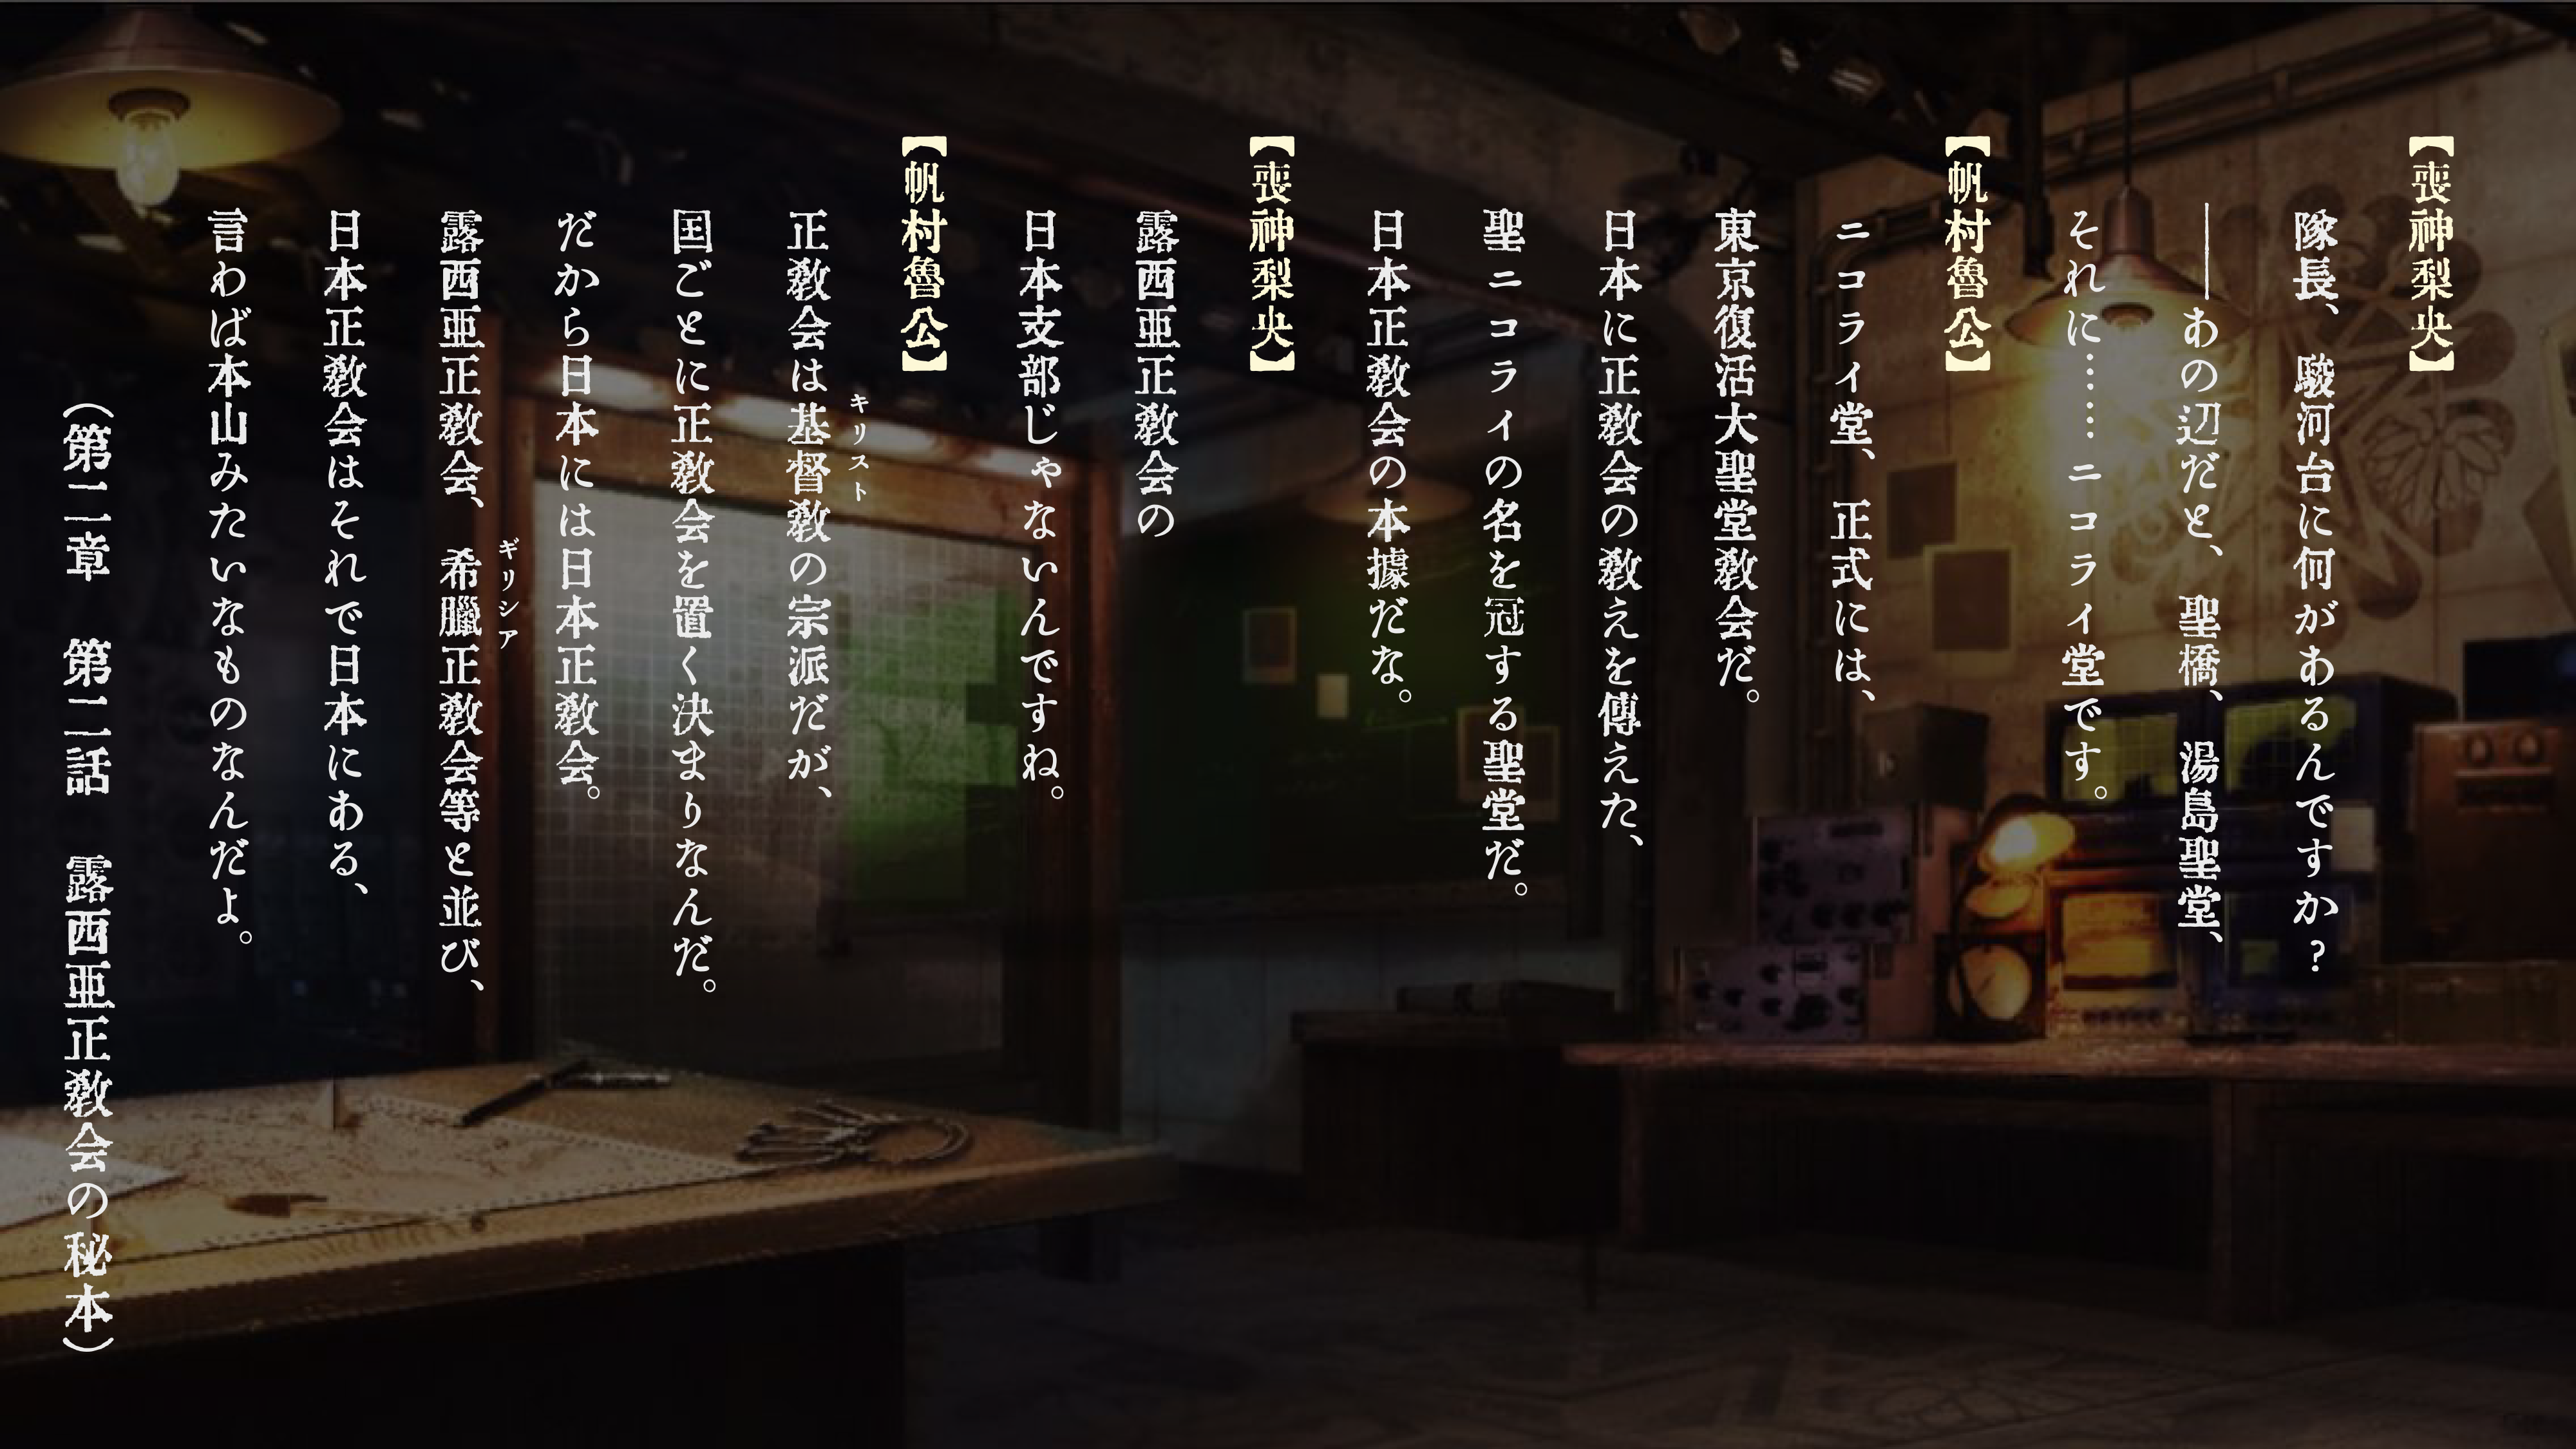 【喪神梨央】
隊長、駿河台に何があるんですか？
――あの辺だと、聖橋、湯島聖堂、
それに……ニコライ堂です。
【帆村魯公】
ニコライ堂、正式には、
東京復活大聖堂教会だ。
日本に正教会の教えを傳えた、
聖ニコライの名を冠する聖堂だ。
日本正教会の本據だな。
【喪神梨央】
露西亜正教会の
日本支部じゃないんですね。
【帆村魯公】
キリスト
正教会は基督教の宗派だが、
国ごとに正教会を置く決まりなんだ。
だから日本には日本正教会。
ギリシア
露西亜正教会、希臘正教会等と並び、
日本正教会はそれで日本にある、
言わば本山みたいなものなんだよ。
（第二章　第二話　露西亜正教会の秘本）